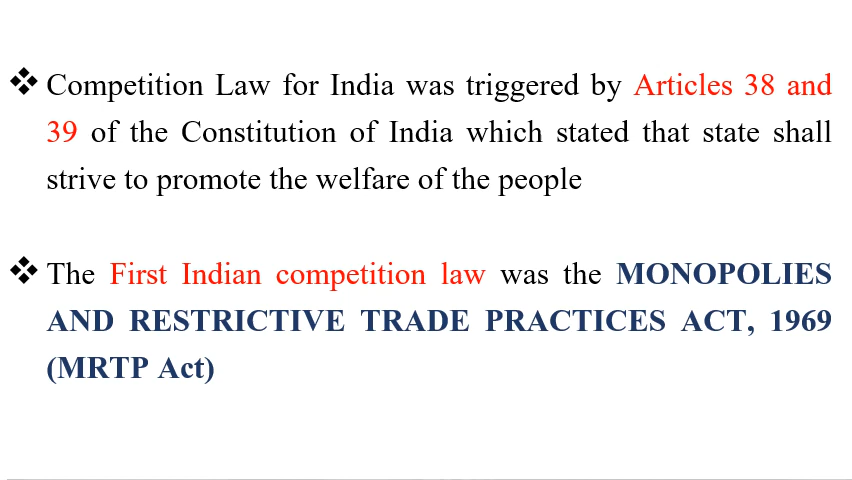 ❖ Competition Law for India was triggered by Articles 38 and
39 of the Constitution of India which stated that state shall
strive to promote the welfare of the people
❖ The First Indian competition law was the MONOPOLIES
AND RESTRICTIVE TRADE PRACTICES ACT, 1969
(MRTP Act)